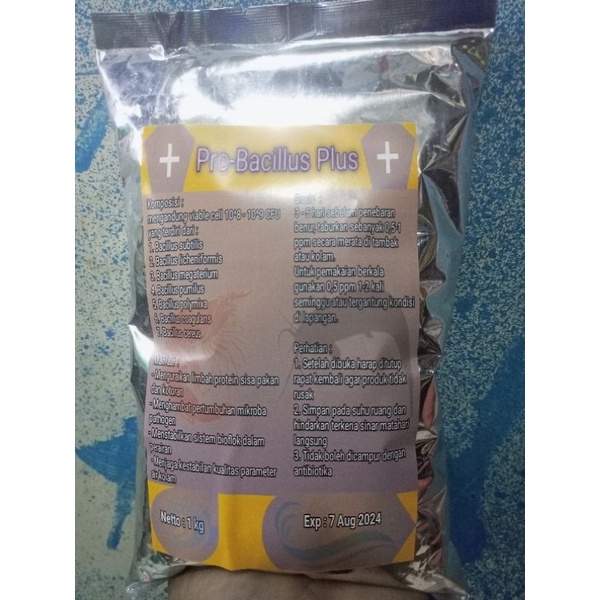 Pro-Bacillus Plus
Komposisi :
mengandung viable cell 10*8 - 10*9 CFU
yang terdiri dari :
1. Bacillus subtilis
2. Bacillus licheniformis
3. Bacillus megaterium
4. Bacillus pumilus
5. Bacillus polymika
6. Bacillus coagulans
7. Bacillus cereus
Manfaat :
- Menguraikan limbah protein sisa pakan
dan kotoran
- Menghambat pertumbuhan mikroba
pathogen
- Menstabilkan sistem bioflok dalam
perairan
- Menjaga kestabilan kualitas parameter
air kolam
Dosis :
3 - 5 hari sebelum penebaran
benur, taburkan sebanyak 0,5-1
ppm secara merata di tambak
atau kolam.
Untuk pemakaian berkala
gunakan 0,5 ppm 1-2 kali
seminggu atau tergantung kondisi
di lapangan.
Perhatian :
1. Setelah dibuka harap ditutup
rapat kembali agar produk tidak
rusak
2. Simpan pada suhu ruang dan
hindarkan terkena sinar matahari
langsung
3. Tidak boleh dicampur dengan
antibiotika
Netto : 1 kg
Exp : 7 Aug 2024